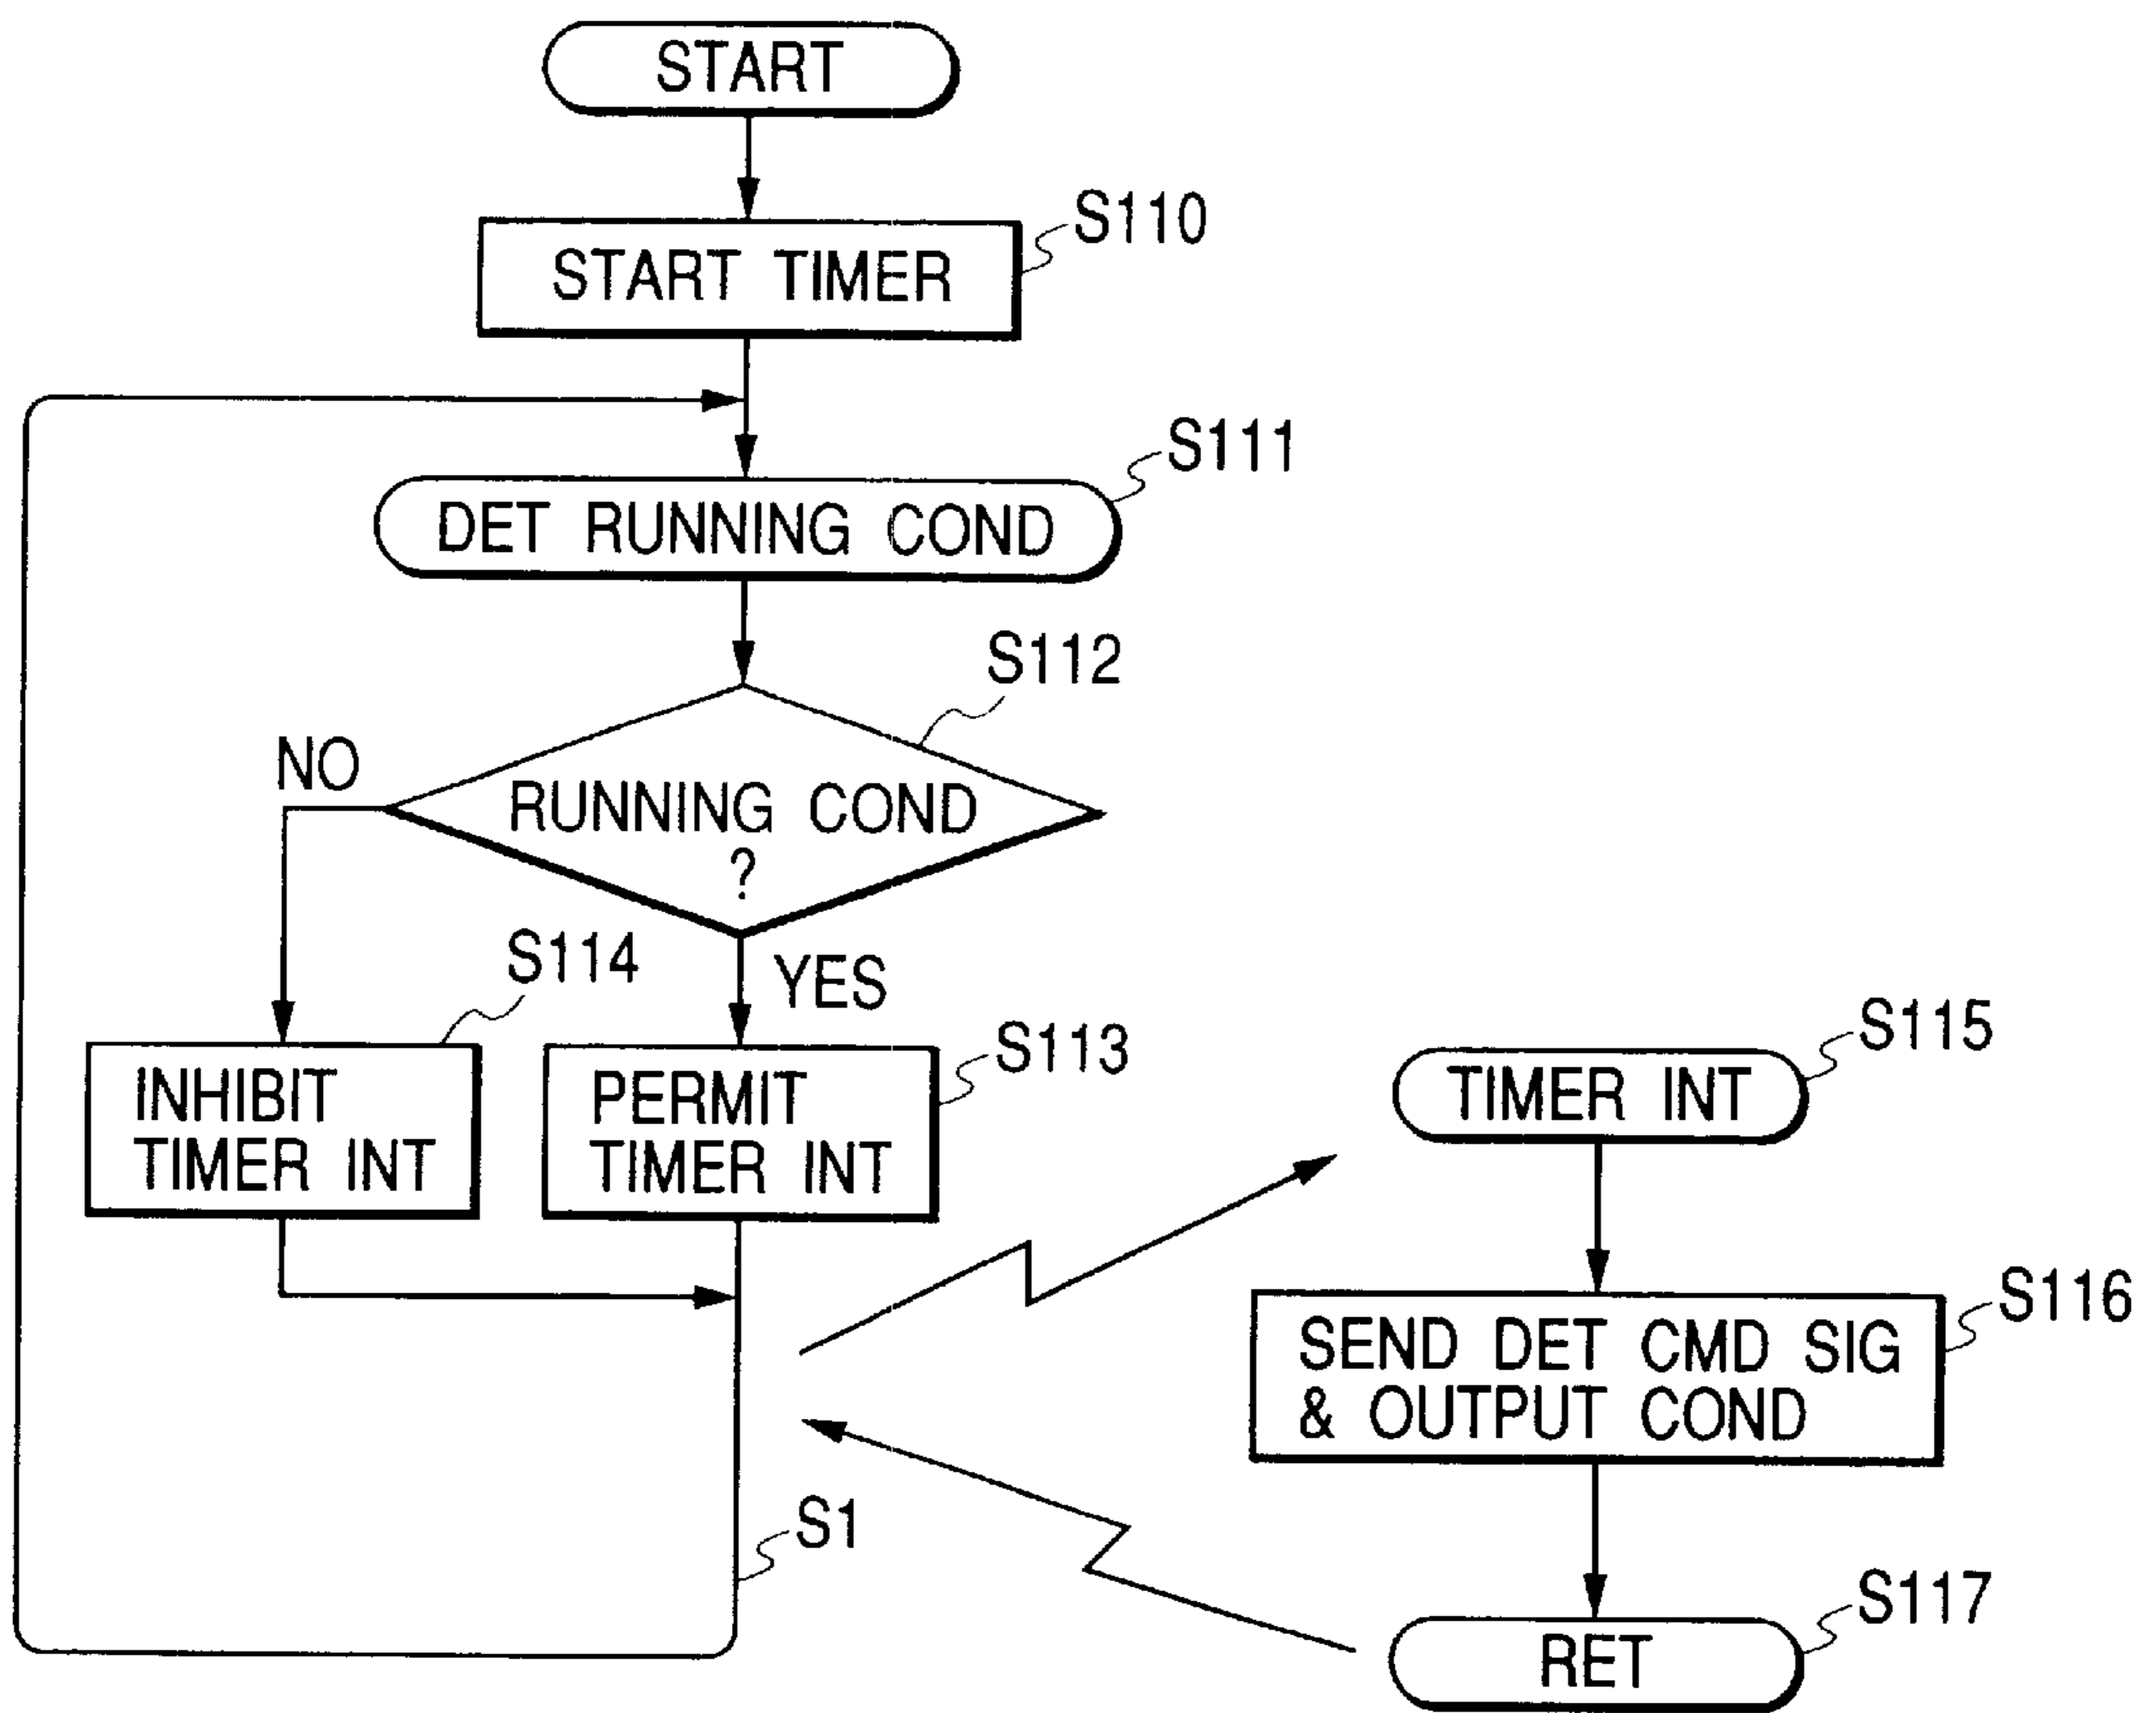 START
S110
START TIMER
S111
DET RUNNING COND
S112
NO
RUNNING COND
?
S114
YES
S113
INHIBIT
TIMER INT
PERMIT
TIMER INT
S115
TIMER INT
S116
SEND DET CMD SIG
& OUTPUT COND
S1
S117
RET